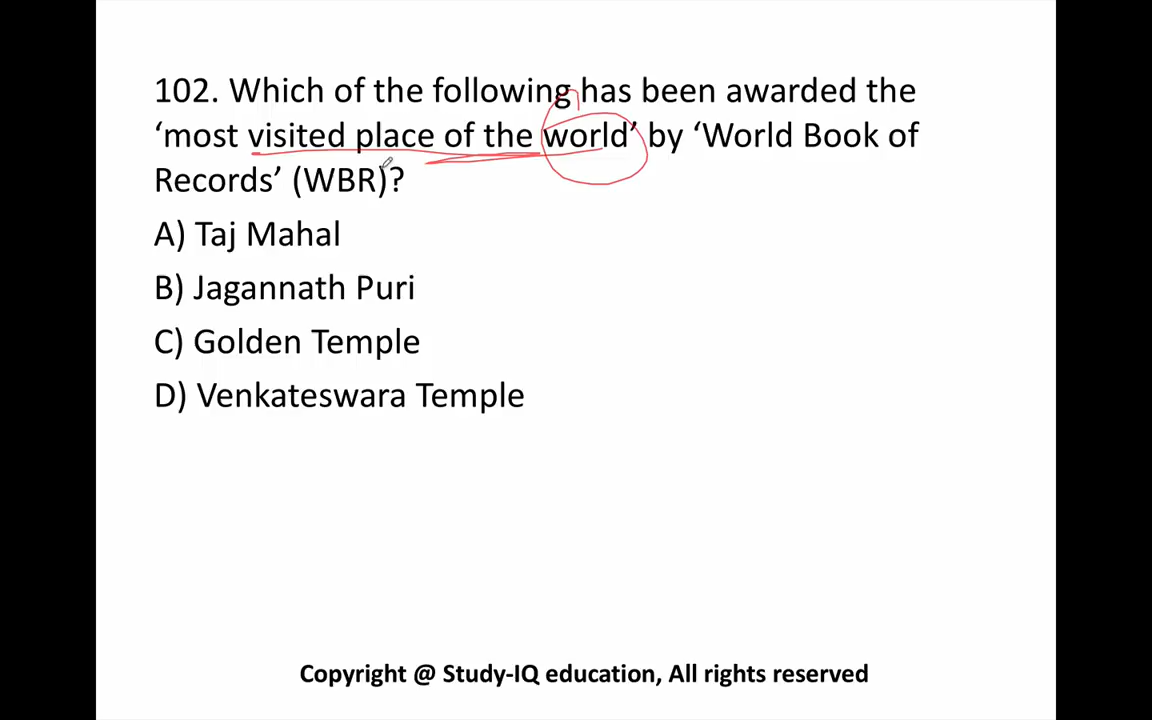 102. Which of the following has been awarded the
‘most visited place of the world’ by ‘World Book of
Records’ (WBR)?
A) Taj Mahal
B) Jagannath Puri
C) Golden Temple
D) Venkateswara Temple
Copyright @ Study-IQ education, All rights reserved